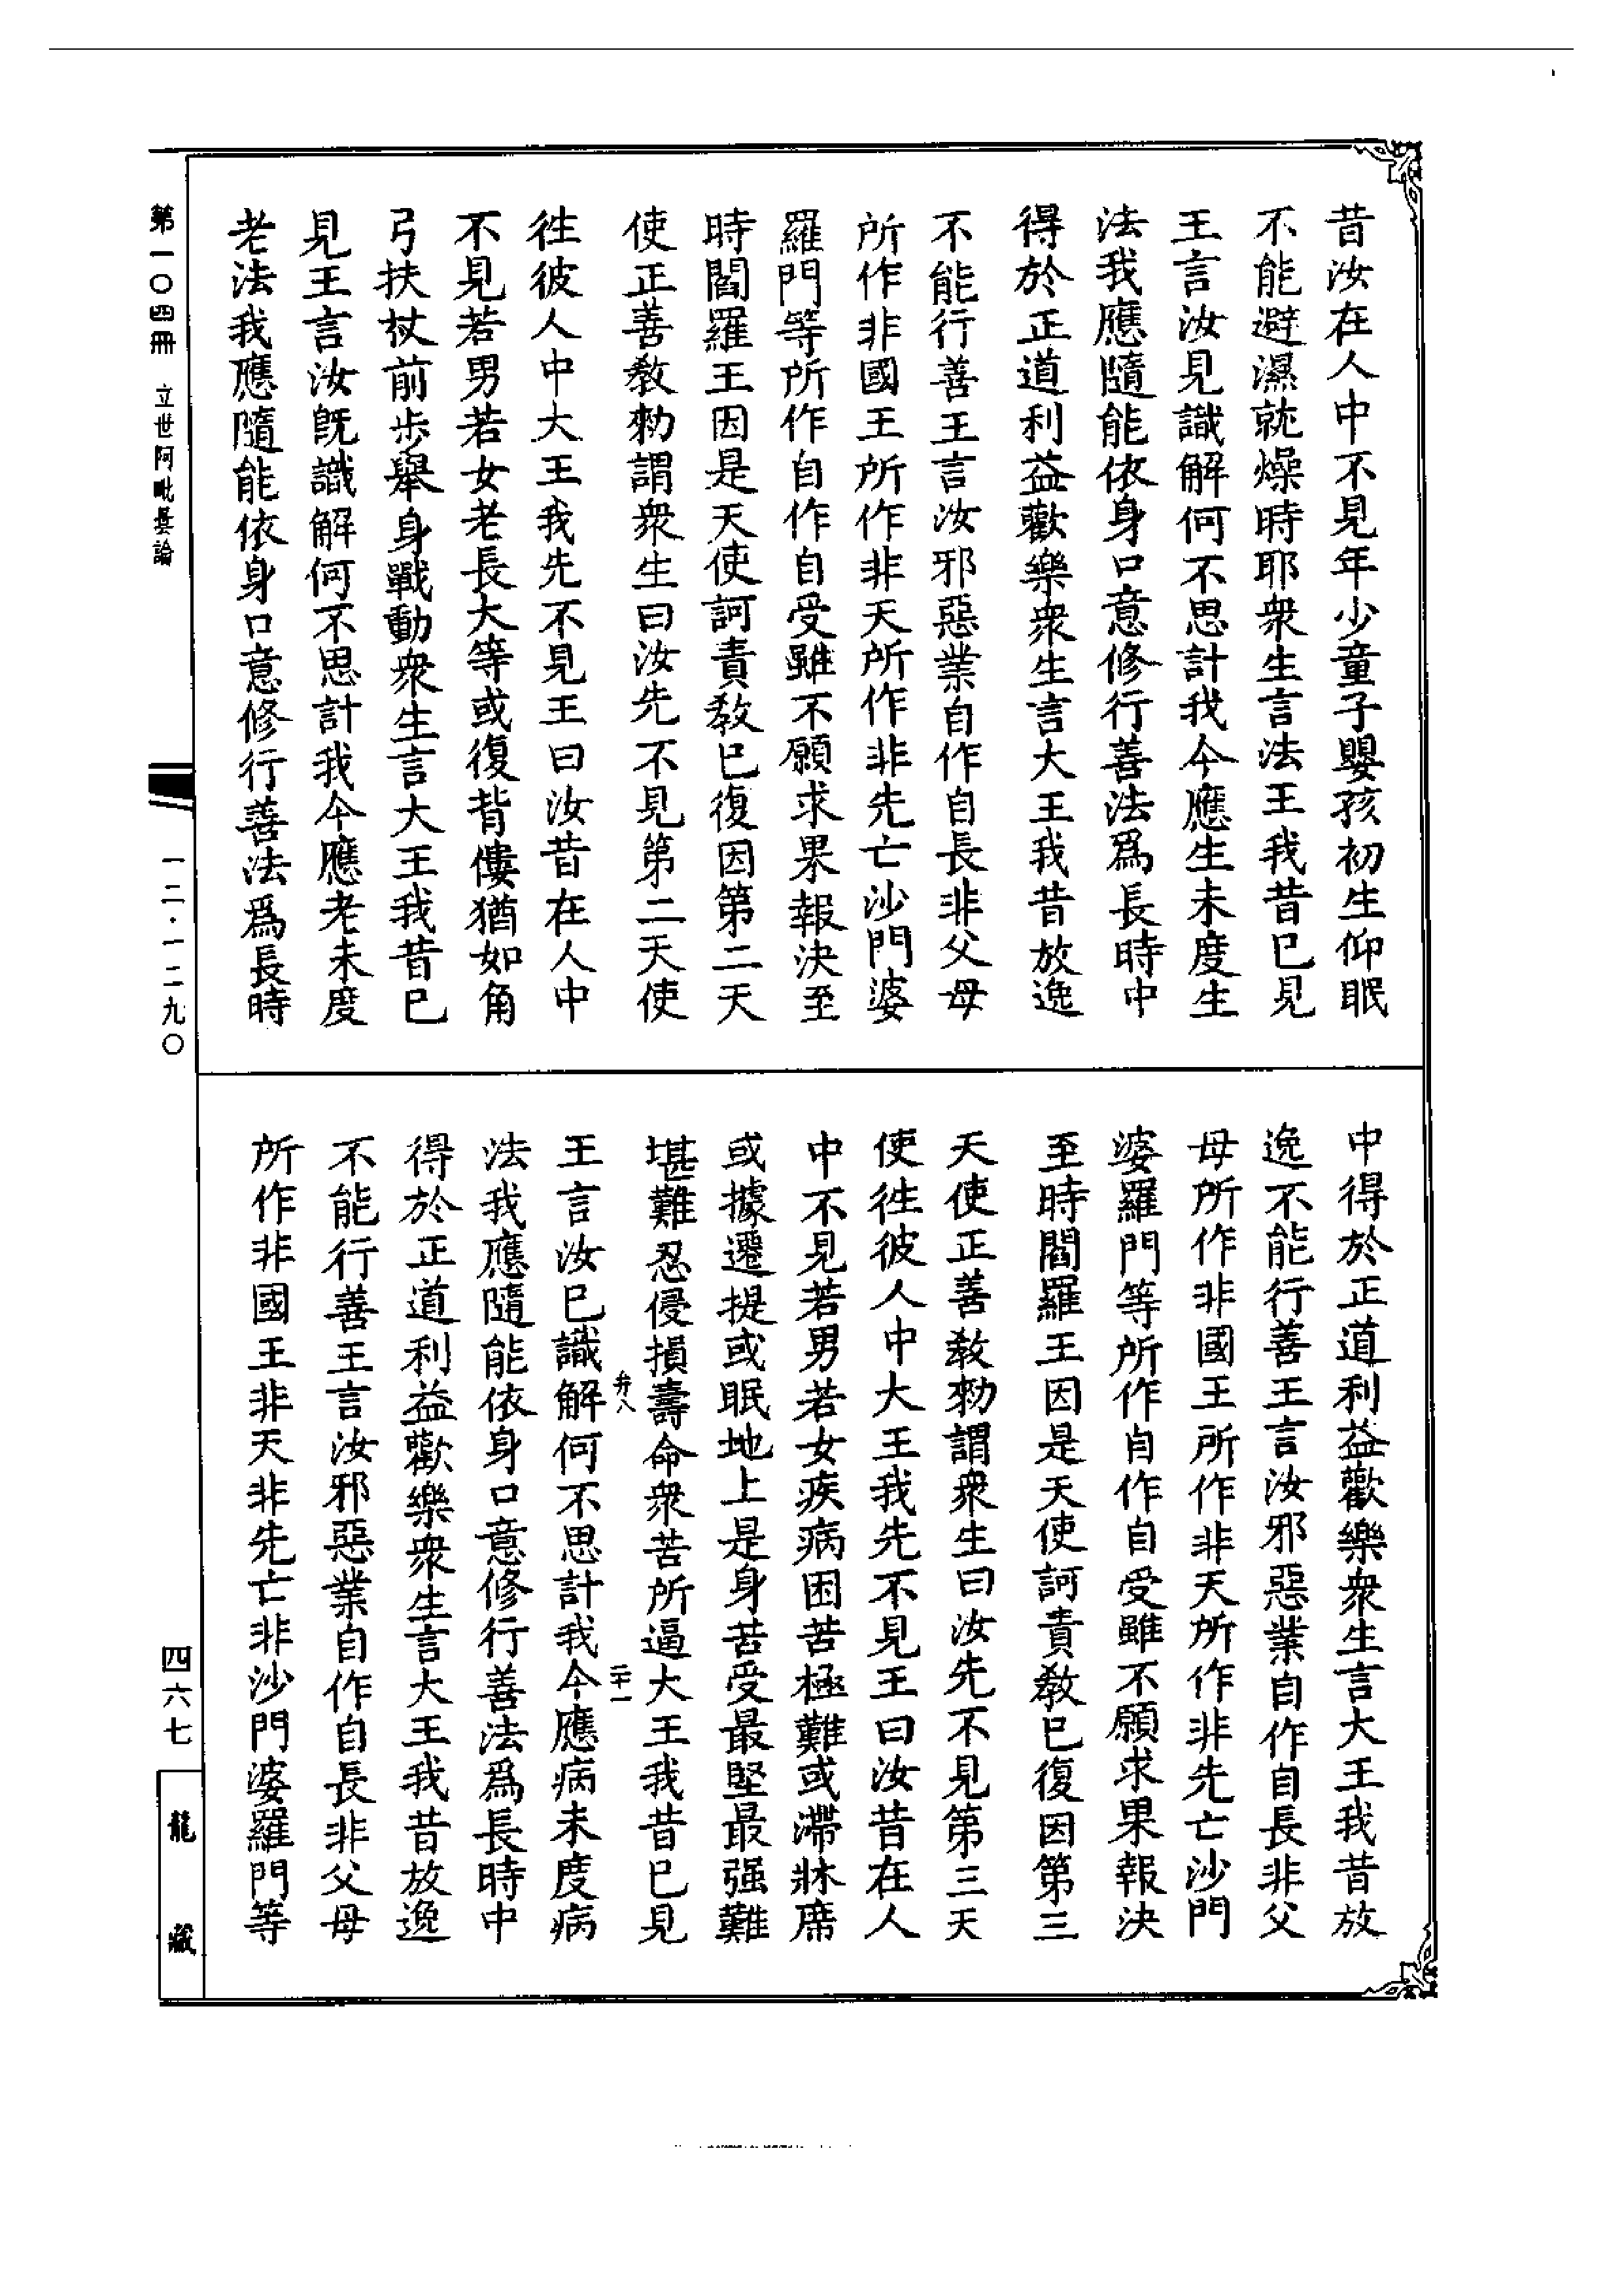 昔汝在人中不見年少童子嬰孩初生仰眠
不能避濕就燥時耶衆生言法王我昔已見
王言汝見識解何不思計我今應生未度生
法我應隨能依身口意修行善法爲長時中
得於正道利益歡樂衆生言大王我昔放逸
不能行善王言汝邪惡業自作自長非父母
所作非國王所作非天所作非先亡沙門婆
羅門等所作自作自受雖不願求果報決至
時閻羅王因是天使訶責教已復因第二天
使正善教勑謂衆生曰汝先不見第二天使
徃彼人中大王我先不見王曰汝昔在人中
不見若男若女老長大等或復背僂猶如角
弓扶杖前步舉身戰動衆生言大王我昔已
見王言汝旣識解何不思計我今應老未度
老法我應隨能依身口意修行善法爲長時
中得於正道利益歡樂衆生言大王我昔放
逸不能行善王言汝邪惡業自作自長非父
母所作非國王所作非天所作非先亡沙門
婆羅門等所作自作自受雖不願求果報決
至時閻羅王因是天使訶責教已復因第三
天使正善教勑謂衆生曰汝先不見第三天
使徃彼人中大王我先不見王曰汝昔在人
中不見若男若女疾病困苦極難或滯牀席
或據遷提或眠地上是身苦受最堅最强難
堪難忍侵損壽命衆苦所逼大王我昔已見
弁八
二十一
王言汝已識解何不思計我今應病未度病
法我應隨能依身口意修行善法爲長時中
得於正道利益歡樂衆生言大王我昔放逸
不能行善王言汝邪惡業自作自長非父母
所作非國王非天非先亡非沙門婆羅門等
第一〇四冊 立世阿毗曇論
一二·一二九〇
四六七
龍藏